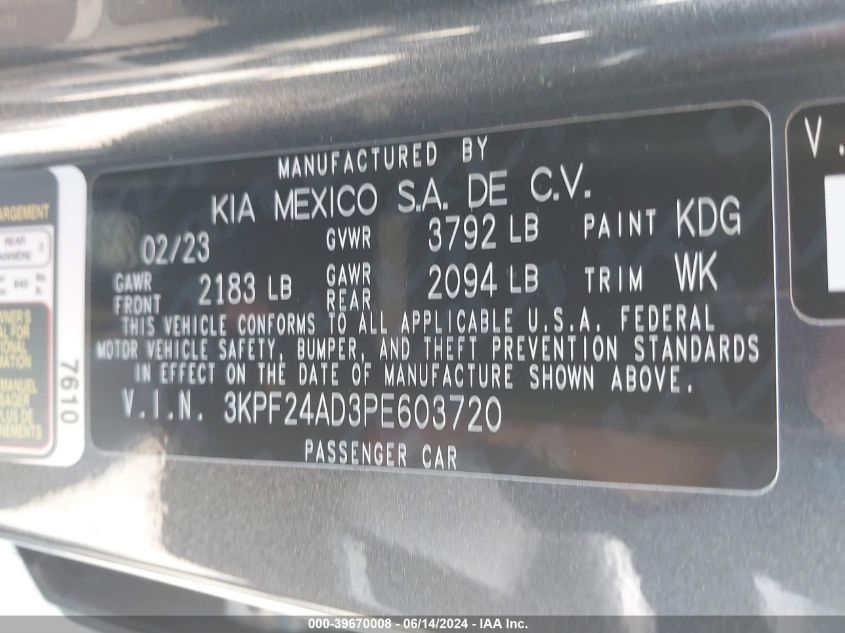 MANUFACTURED BY
KIA MEXICO S.A. DE C.V.
02/23 GVWR 3792 LB PAINT KDG
GAWR FRONT 2183 LB GAWR REAR 2094 LB TRIM WK
THIS VEHICLE CONFORMS TO ALL APPLICABLE U.S.A. FEDERAL
MOTOR VEHICLE SAFETY, BUMPER, AND THEFT PREVENTION STANDARDS
IN EFFECT ON THE DATE OF MANUFACTURE SHOWN ABOVE.
V.I.N. 3KPF24AD3PE603720
PASSENGER CAR
ARGEMENT
REAR
7610
V.
000-39670008 - 06/14/2024 - IAA Inc.